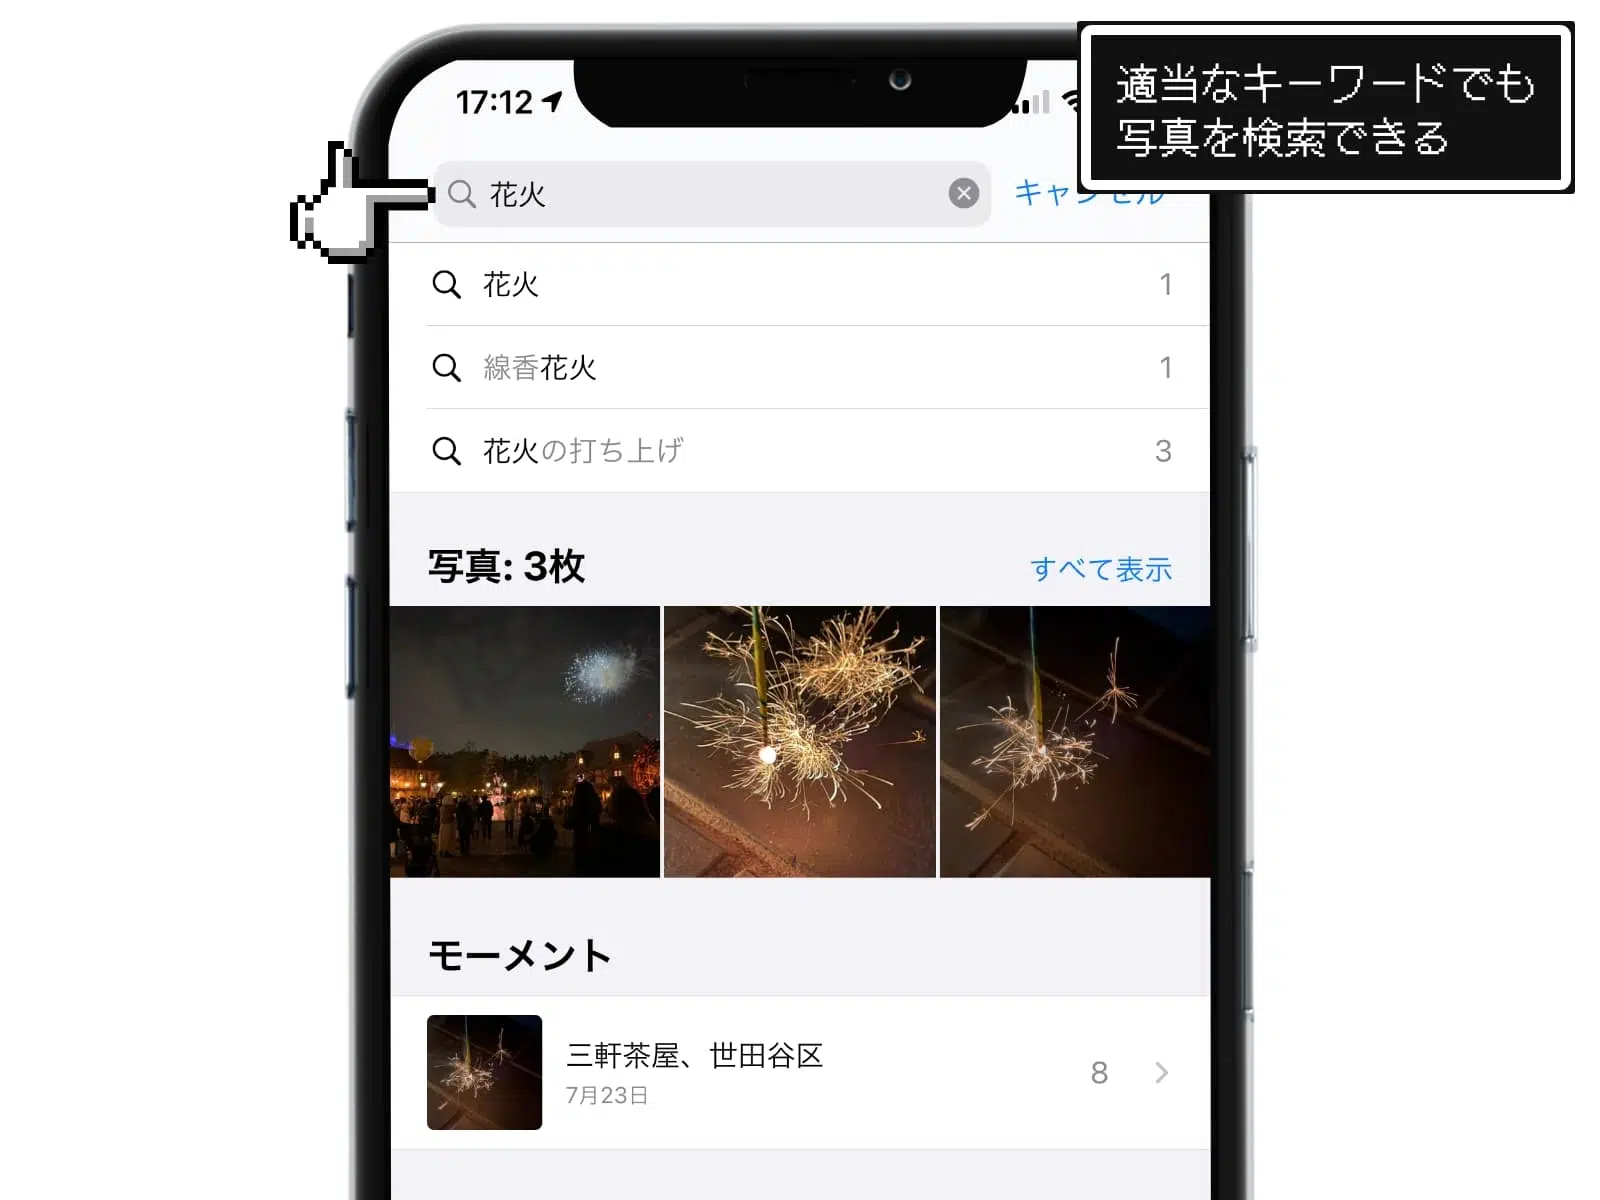 17:12
適当なキーワードでも
写真を検索できる
花火
キャンセル
花火 1
線香花火 1
花火の打ち上げ 3
写真: 3枚 すべて表示
モーメント
三軒茶屋、世田谷区 8
7月23日